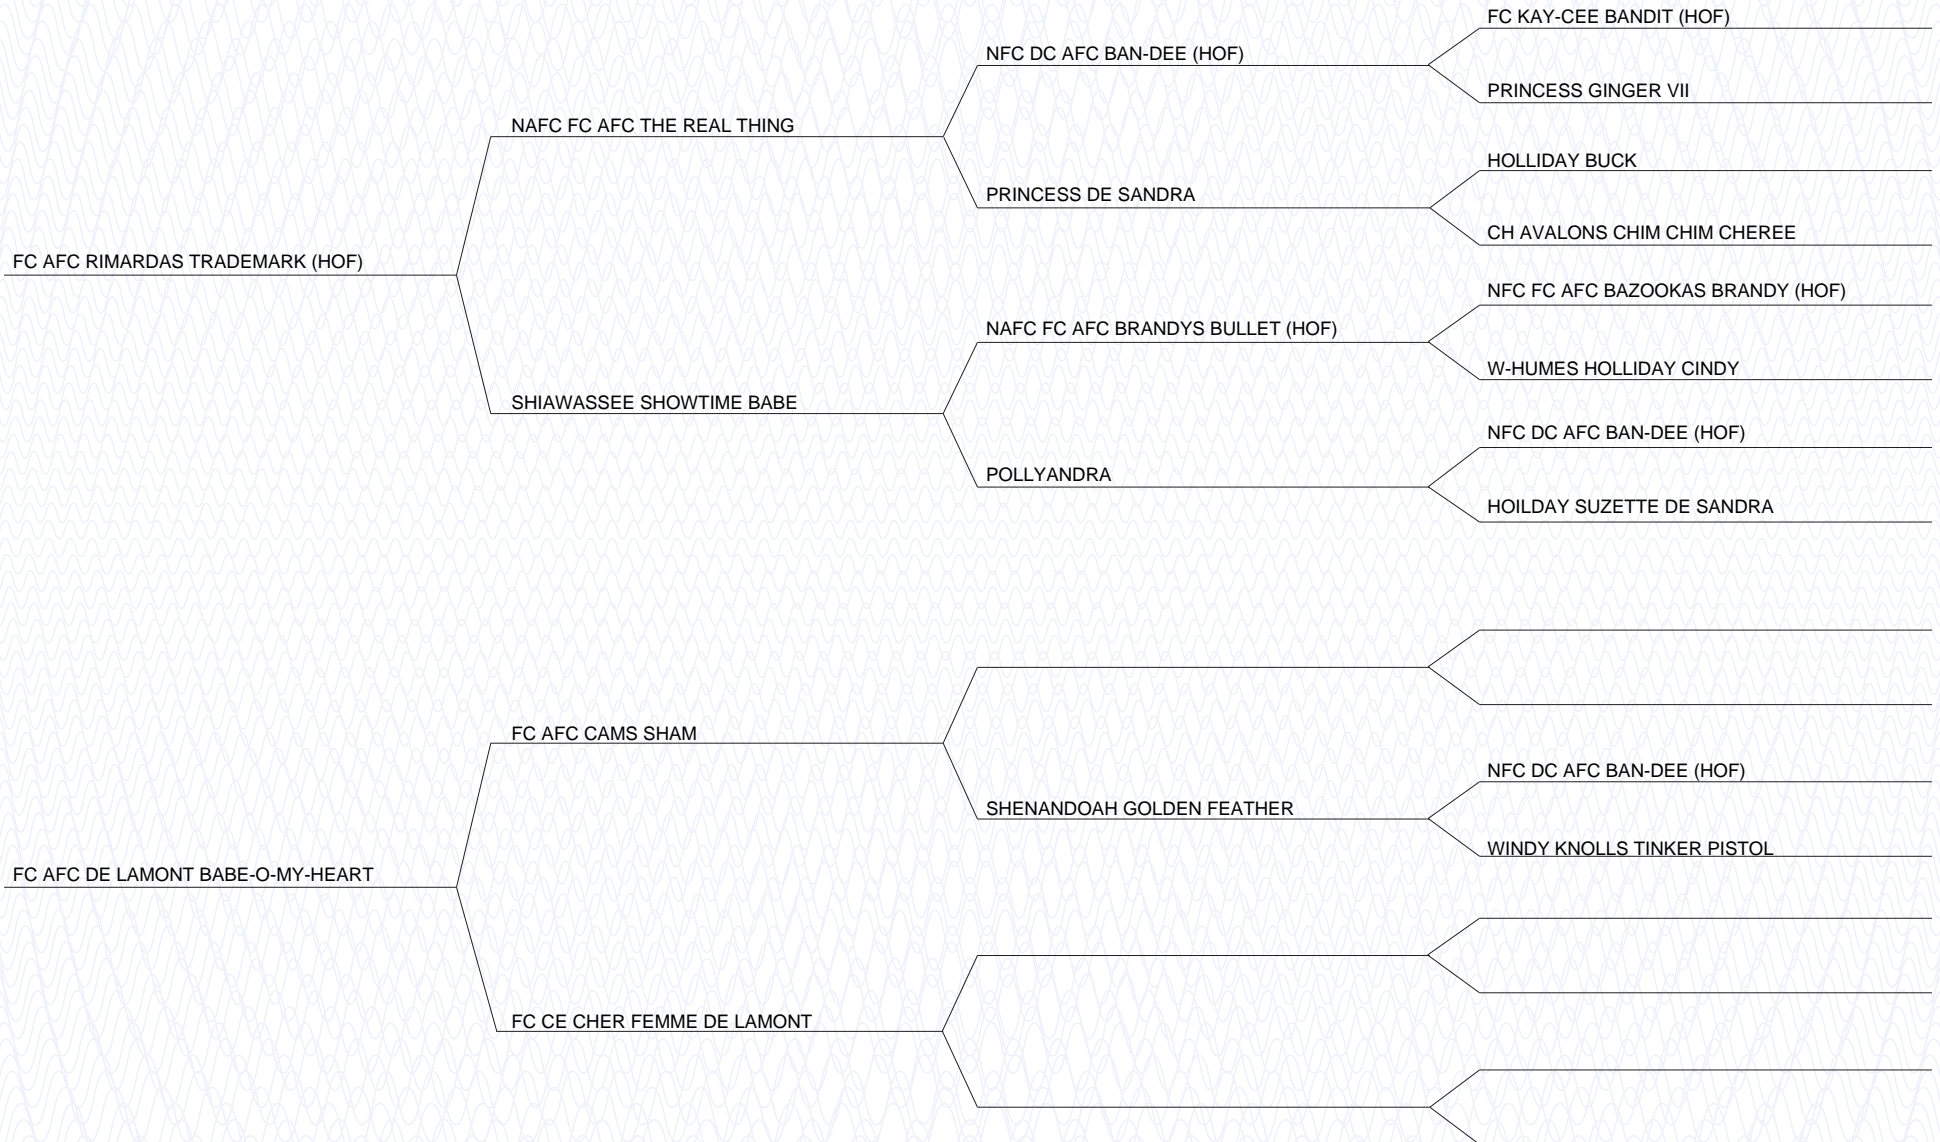 FC KAY-CEE BANDIT (HOF)
NFC DC AFC BAN-DEE (HOF)
PRINCESS GINGER VII
NAFC FC AFC THE REAL THING
HOLLIDAY BUCK
PRINCESS DE SANDRA
CH AVALONS CHIM CHIM CHEREE
FC AFC RIMARDAS TRADEMARK (HOF)
NFC FC AFC BAZOOKAS BRANDY (HOF)
NAFC FC AFC BRANDYS BULLET (HOF)
W-HUMES HOLLIDAY CINDY
SHIAWASSEE SHOWTIME BABE
NFC DC AFC BAN-DEE (HOF)
POLLYANDRA
HOILDAY SUZETTE DE SANDRA
FC AFC CAMS SHAM
NFC DC AFC BAN-DEE (HOF)
SHENANDOAH GOLDEN FEATHER
WINDY KNOLLS TINKER PISTOL
FC AFC DE LAMONT BABE-O-MY-HEART
FC CE CHER FEMME DE LAMONT